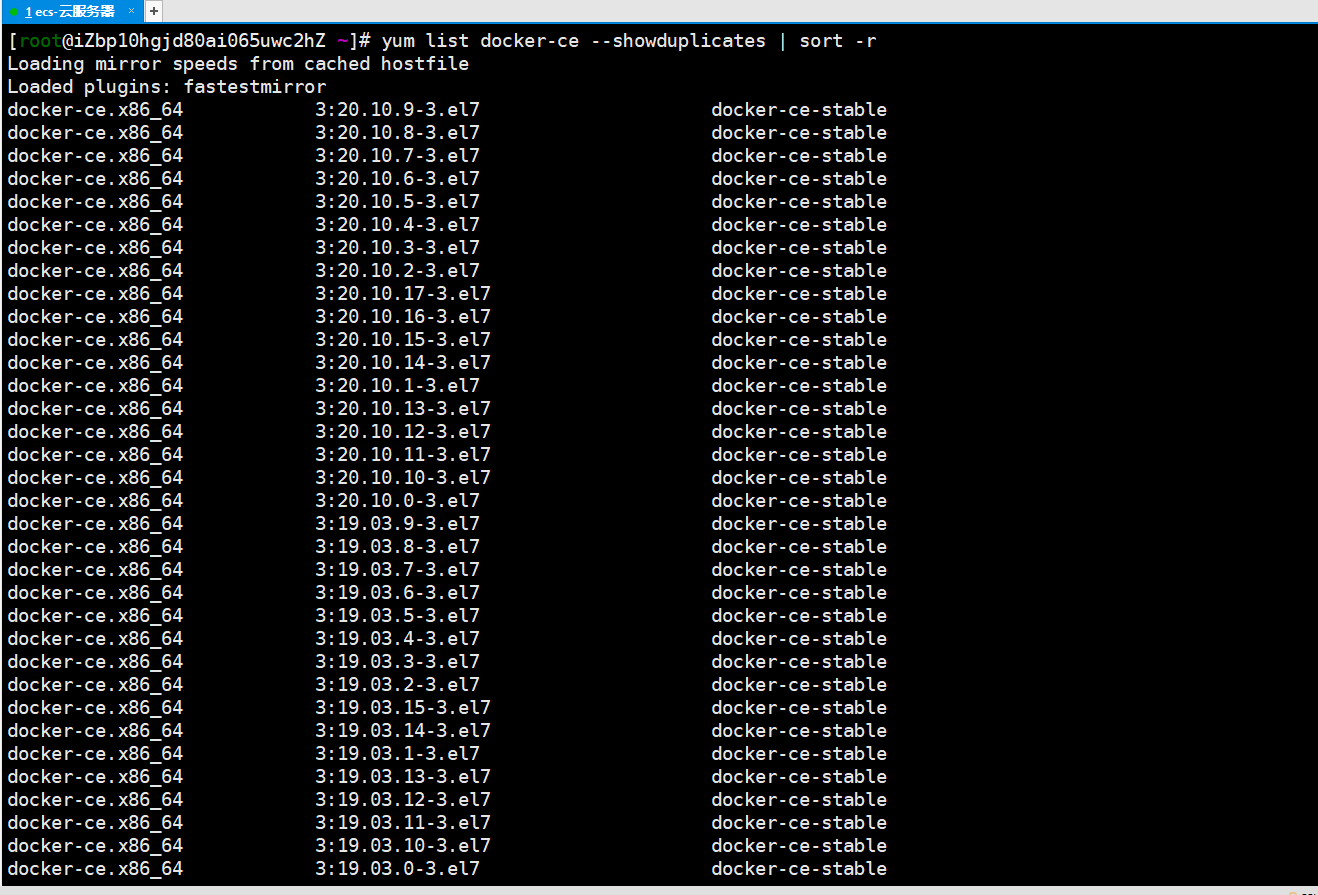 1 ecs-云服务器 × +
[root@iZbp10hgjd80ai065uwc2hZ ~]# yum list docker-ce --showduplicates | sort -r
Loading mirror speeds from cached hostfile
Loaded plugins: fastestmirror
docker-ce.x86_64 3:20.10.9-3.el7 docker-ce-stable
docker-ce.x86_64 3:20.10.8-3.el7 docker-ce-stable
docker-ce.x86_64 3:20.10.7-3.el7 docker-ce-stable
docker-ce.x86_64 3:20.10.6-3.el7 docker-ce-stable
docker-ce.x86_64 3:20.10.5-3.el7 docker-ce-stable
docker-ce.x86_64 3:20.10.4-3.el7 docker-ce-stable
docker-ce.x86_64 3:20.10.3-3.el7 docker-ce-stable
docker-ce.x86_64 3:20.10.2-3.el7 docker-ce-stable
docker-ce.x86_64 3:20.10.17-3.el7 docker-ce-stable
docker-ce.x86_64 3:20.10.16-3.el7 docker-ce-stable
docker-ce.x86_64 3:20.10.15-3.el7 docker-ce-stable
docker-ce.x86_64 3:20.10.14-3.el7 docker-ce-stable
docker-ce.x86_64 3:20.10.1-3.el7 docker-ce-stable
docker-ce.x86_64 3:20.10.13-3.el7 docker-ce-stable
docker-ce.x86_64 3:20.10.12-3.el7 docker-ce-stable
docker-ce.x86_64 3:20.10.11-3.el7 docker-ce-stable
docker-ce.x86_64 3:20.10.10-3.el7 docker-ce-stable
docker-ce.x86_64 3:20.10.0-3.el7 docker-ce-stable
docker-ce.x86_64 3:19.03.9-3.el7 docker-ce-stable
docker-ce.x86_64 3:19.03.8-3.el7 docker-ce-stable
docker-ce.x86_64 3:19.03.7-3.el7 docker-ce-stable
docker-ce.x86_64 3:19.03.6-3.el7 docker-ce-stable
docker-ce.x86_64 3:19.03.5-3.el7 docker-ce-stable
docker-ce.x86_64 3:19.03.4-3.el7 docker-ce-stable
docker-ce.x86_64 3:19.03.3-3.el7 docker-ce-stable
docker-ce.x86_64 3:19.03.2-3.el7 docker-ce-stable
docker-ce.x86_64 3:19.03.15-3.el7 docker-ce-stable
docker-ce.x86_64 3:19.03.14-3.el7 docker-ce-stable
docker-ce.x86_64 3:19.03.1-3.el7 docker-ce-stable
docker-ce.x86_64 3:19.03.13-3.el7 docker-ce-stable
docker-ce.x86_64 3:19.03.12-3.el7 docker-ce-stable
docker-ce.x86_64 3:19.03.11-3.el7 docker-ce-stable
docker-ce.x86_64 3:19.03.10-3.el7 docker-ce-stable
docker-ce.x86_64 3:19.03.0-3.el7 docker-ce-stable